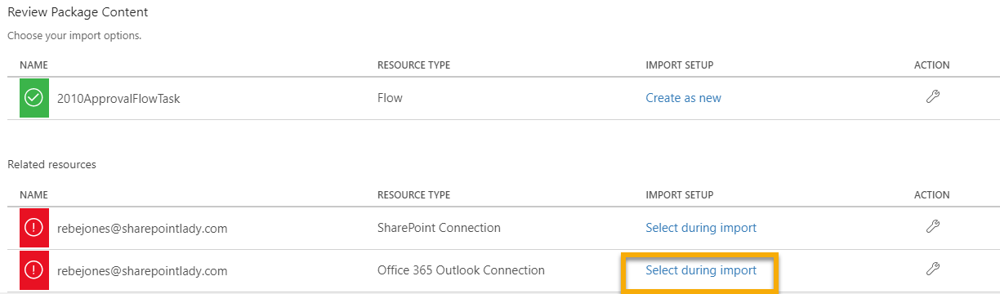 Review Package Content
Choose your import options.
NAME RESOURCE TYPE IMPORT SETUP ACTION
2010ApprovalFlowTask Flow Create as new
Related resources
NAME RESOURCE TYPE IMPORT SETUP ACTION
rebejones@sharepointlady.com SharePoint Connection Select during import
rebejones@sharepointlady.com Office 365 Outlook Connection Select during import